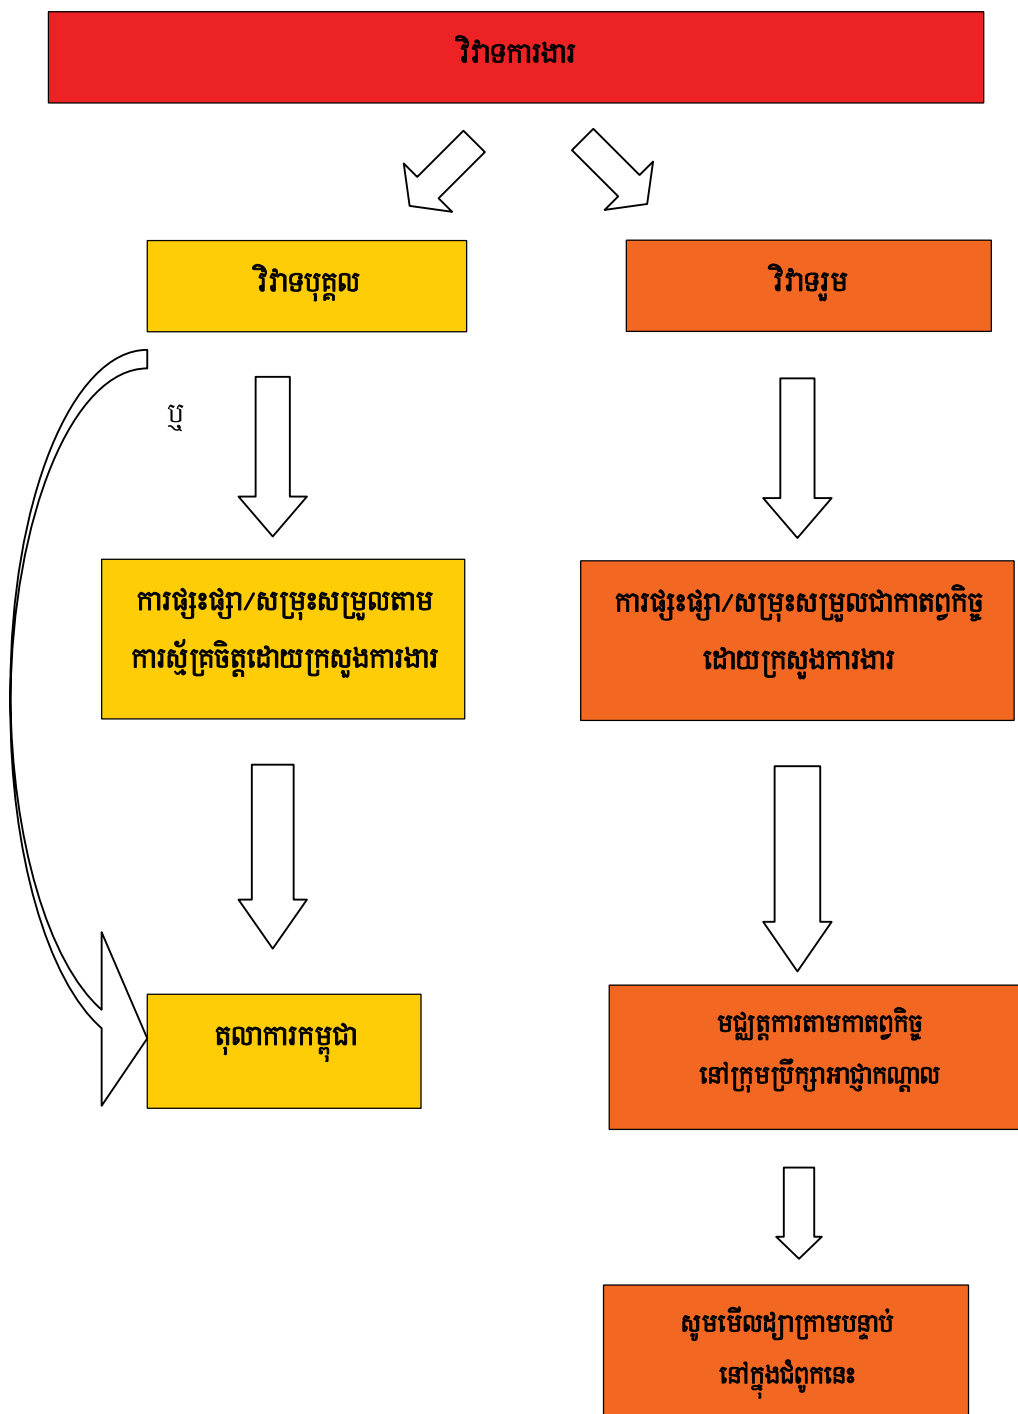 វិវាទការងារ
វិវាទបុគ្គល
វិវាទរួម
ឬ
ការផ្សះផ្សា/សម្រុះសម្រួលតាម
ការស្ម័គ្រចិត្តដោយក្រសួងការងារ
ការផ្សះផ្សា/សម្រុះសម្រួលជាកាតព្វកិច្ច
ដោយក្រសួងការងារ
តុលាការកម្ពុជា
មជ្ឈត្តការតាមកាតព្វកិច្ច
នៅក្រុមប្រឹក្សាអាជ្ញាកណ្តាល
សូមមើលដ្យាក្រាមបន្ទាប់
នៅក្នុងជំពូកនេះ